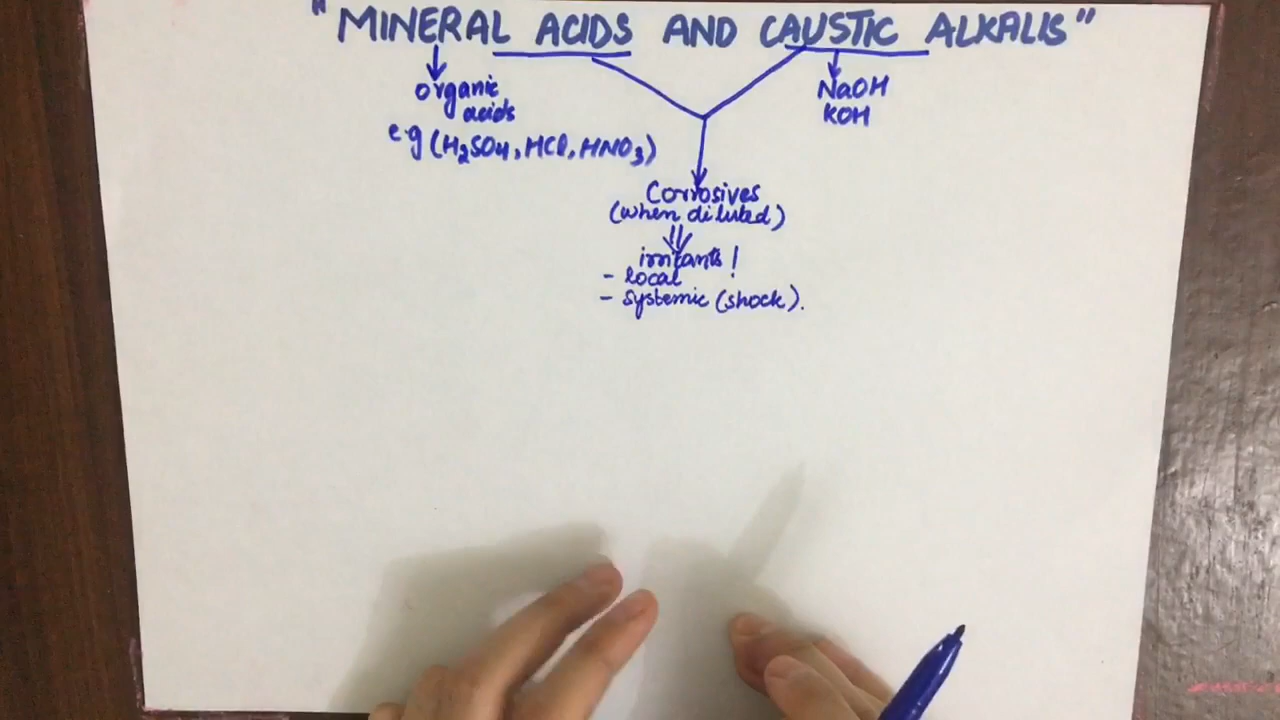 "MINERAL ACIDS AND CAUSTIC ALKALIS"
organic
acids
e.g (H₂SO₄, HCl, HNO₃)
NaOH
KOH
Corrosives
(when diluted)
irritants!
- local
- systemic (shock).